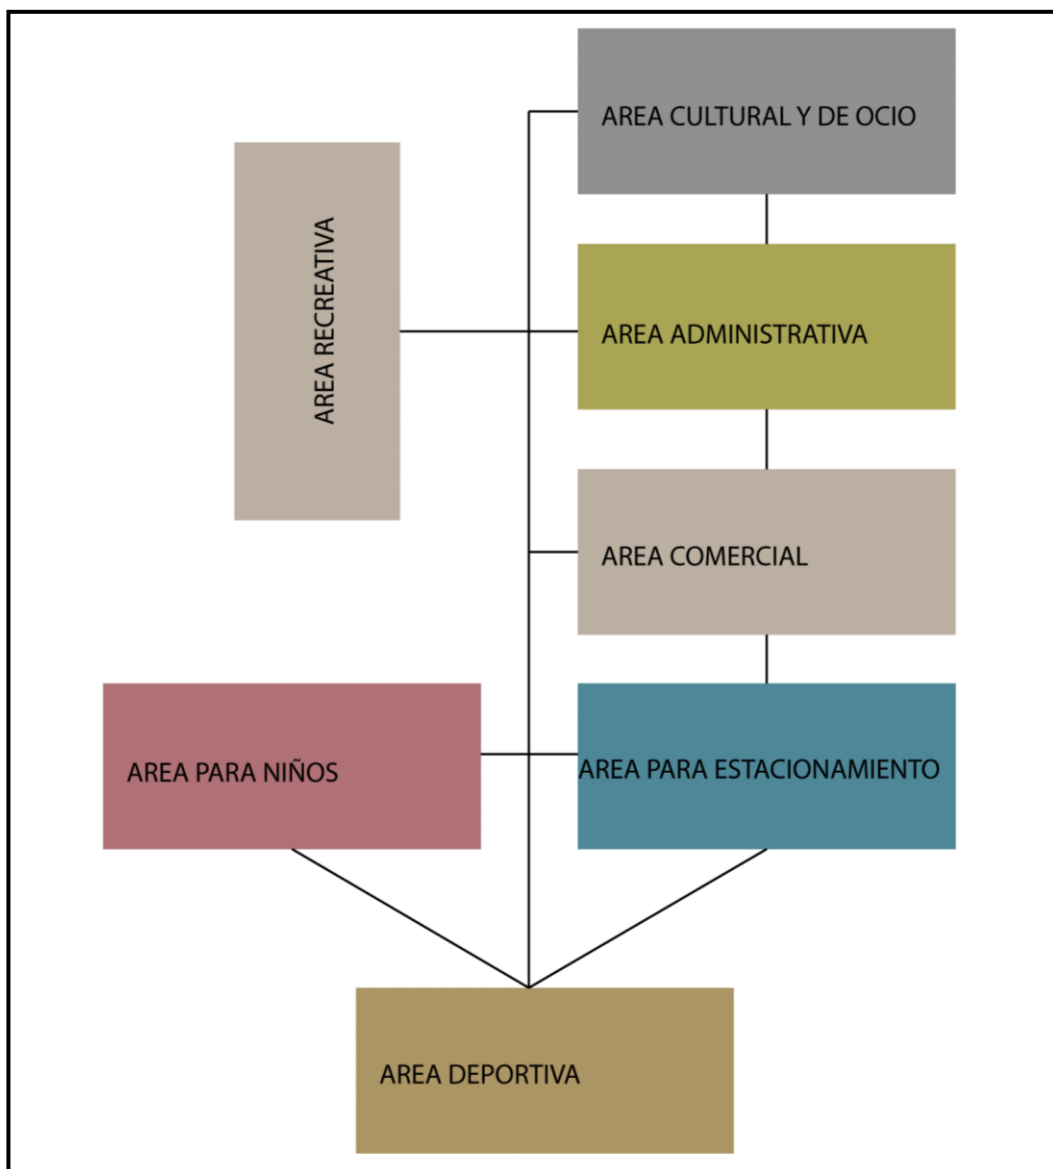 AREA CULTURAL Y DE OCIO
AREA RECREATIVA
AREA ADMINISTRATIVA
AREA COMERCIAL
AREA PARA NIÑOS
AREA PARA ESTACIONAMIENTO
AREA DEPORTIVA